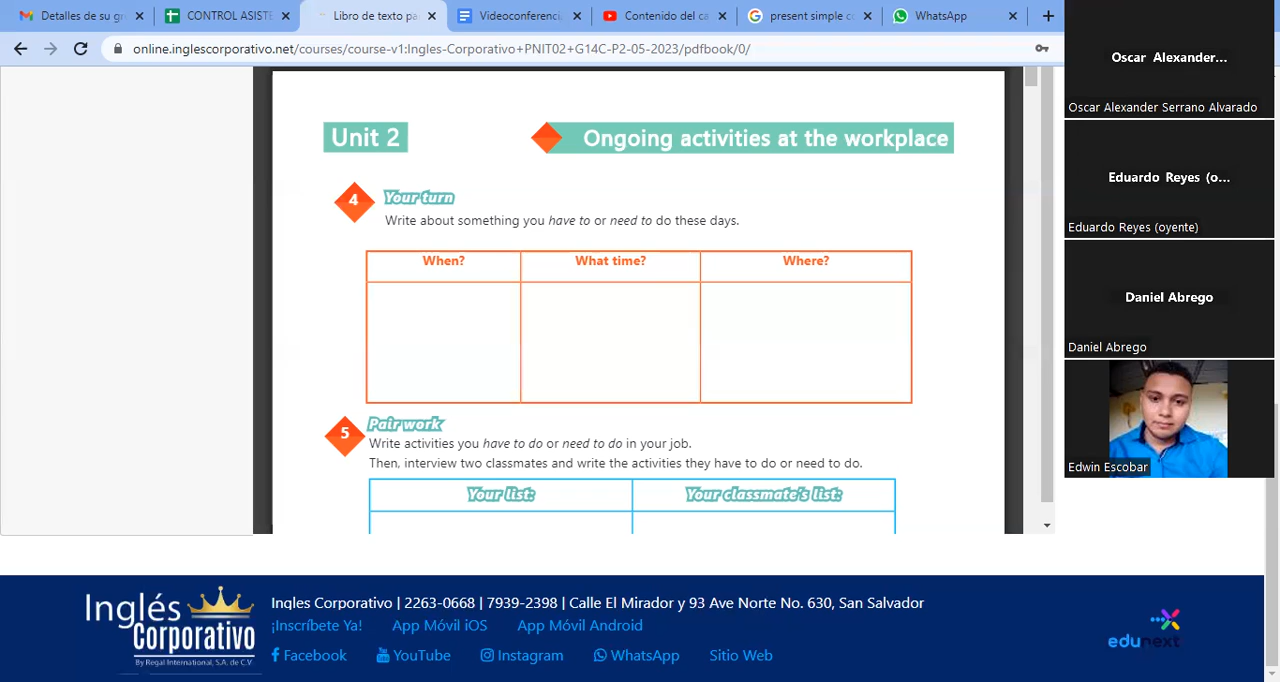 Detalles de su gr
CONTROL ASISTE
Libro de texto pa
Videoconferenci
Contenido del ca
present simple c
WhatsApp
online.inglescorporativo.net/courses/course-v1:Ingles-Corporativo+PNIT02+G14C-P2-05-2023/pdfbook/0/
Unit 2
Ongoing activities at the workplace
4
Your turn
Write about something you have to or need to do these days.
When?
What time?
Where?
5
Pair work
Write activities you have to do or need to do in your job.
Then, interview two classmates and write the activities they have to do or need to do.
Your list:
Your classmate's list:
Oscar Alexander...
Oscar Alexander Serrano Alvarado
Eduardo Reyes (o...
Eduardo Reyes (oyente)
Daniel Abrego
Daniel Abrego
Edwin Escobar
Inglés
Corporativo
By Regal International, S.A. de C.V.
Ingles Corporativo | 2263-0668 | 7939-2398 | Calle El Mirador y 93 Ave Norte No. 630, San Salvador
¡Inscríbete Ya!
App Móvil iOS
App Móvil Android
Facebook
YouTube
Instagram
WhatsApp
Sitio Web
edunext